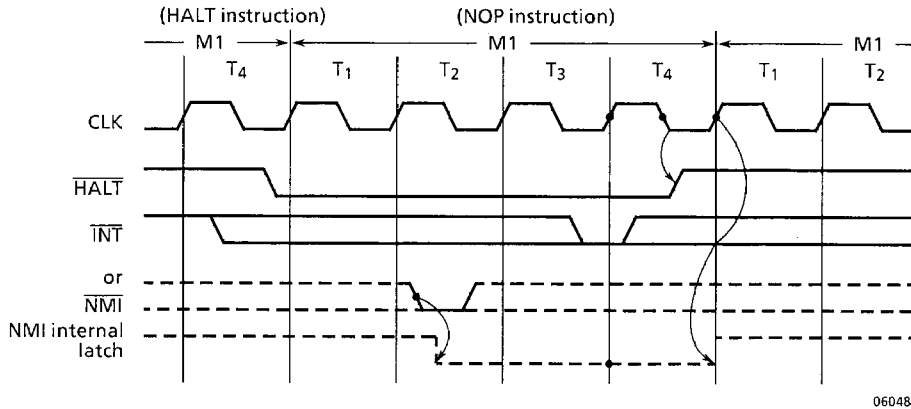 (HALT instruction) (NOP instruction)
M1 M1 M1
T4 T1 T2 T3 T4 T1 T2
CLK
HALT
INT
or
NMI
NMI internal
latch
06048